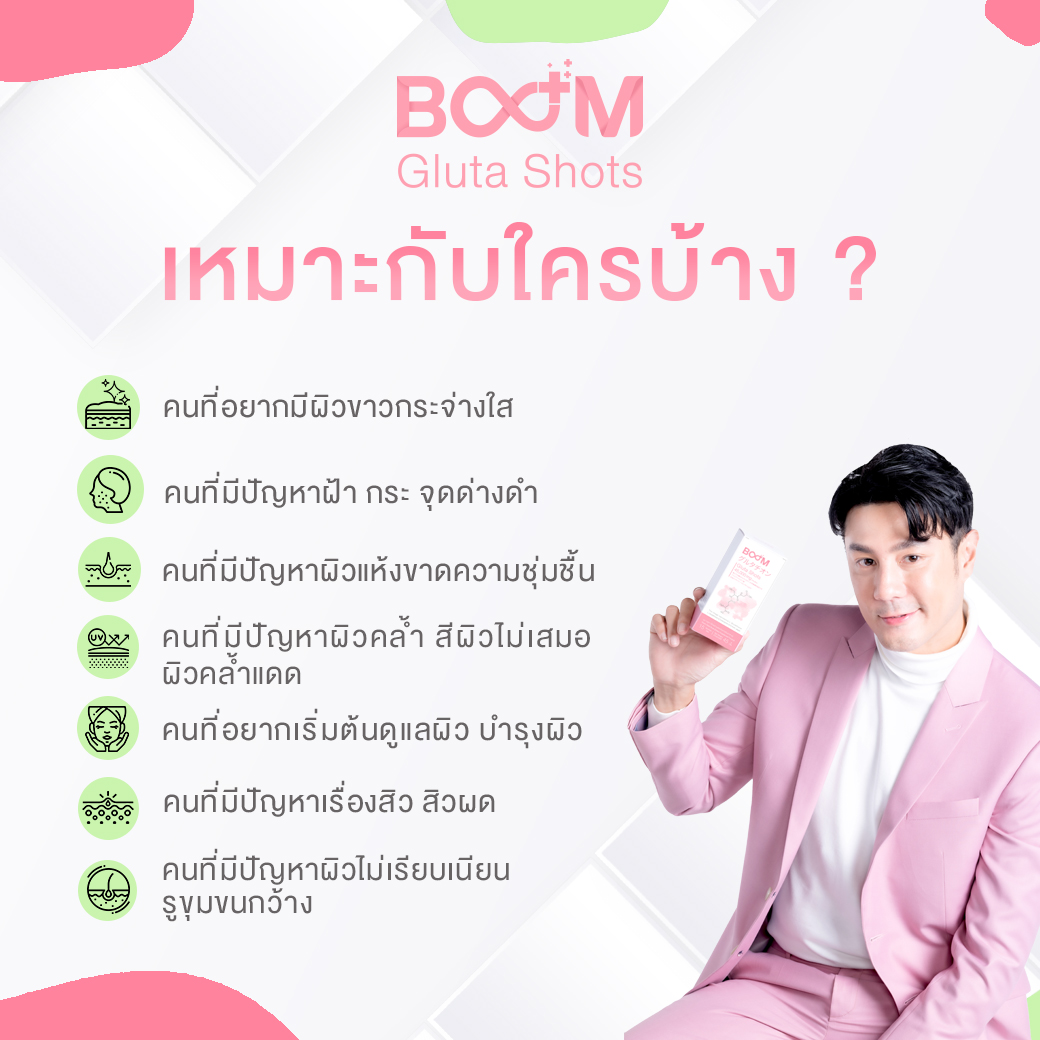 BOOM
Gluta Shots
เหมาะกับใครบ้าง ?
คนที่อยากมีผิวขาวกระจ่างใส
คนที่มีปัญหาฝ้า กระ จุดด่างดำ
คนที่มีปัญหาผิวแห้งขาดความชุ่มชื้น
คนที่มีปัญหาผิวคล้ำ สีผิวไม่เสมอ
ผิวคล้ำแดด
คนที่อยากเริ่มต้นดูแลผิว บำรุงผิว
คนที่มีปัญหาเรื่องสิว สิวผด
คนที่มีปัญหาผิวไม่เรียบเนียน
รูขุมขนกว้าง
UV
BOOM
グルタチオン